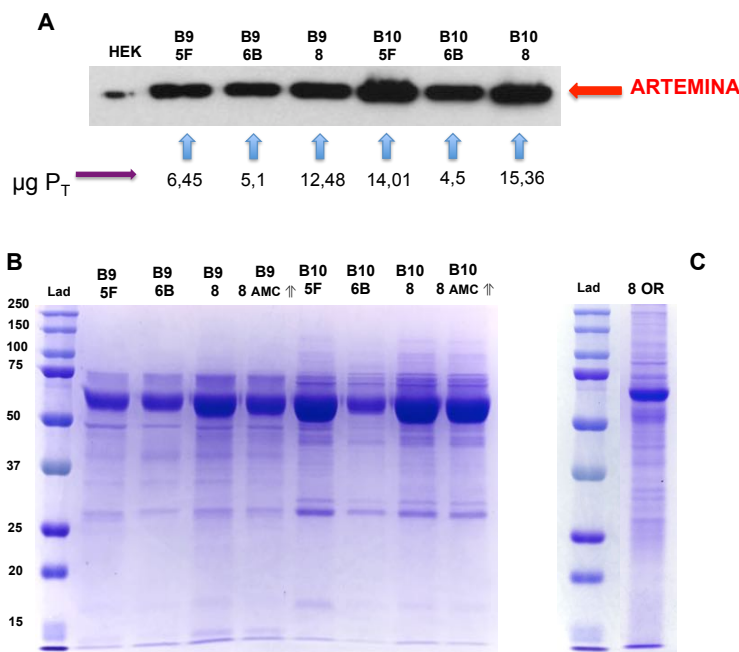 A
HEK
B9 5F
B9 6B
B9 8
B10 5F
B10 6B
B10 8
ARTEMINA
µg PT
6,45
5,1
12,48
14,01
4,5
15,36
B
Lad
B9 5F
B9 6B
B9 8
B9 8 AMC ⇑
B10 5F
B10 6B
B10 8
B10 8 AMC ⇑
250
150
100
75
50
37
25
20
15
C
Lad
8 OR